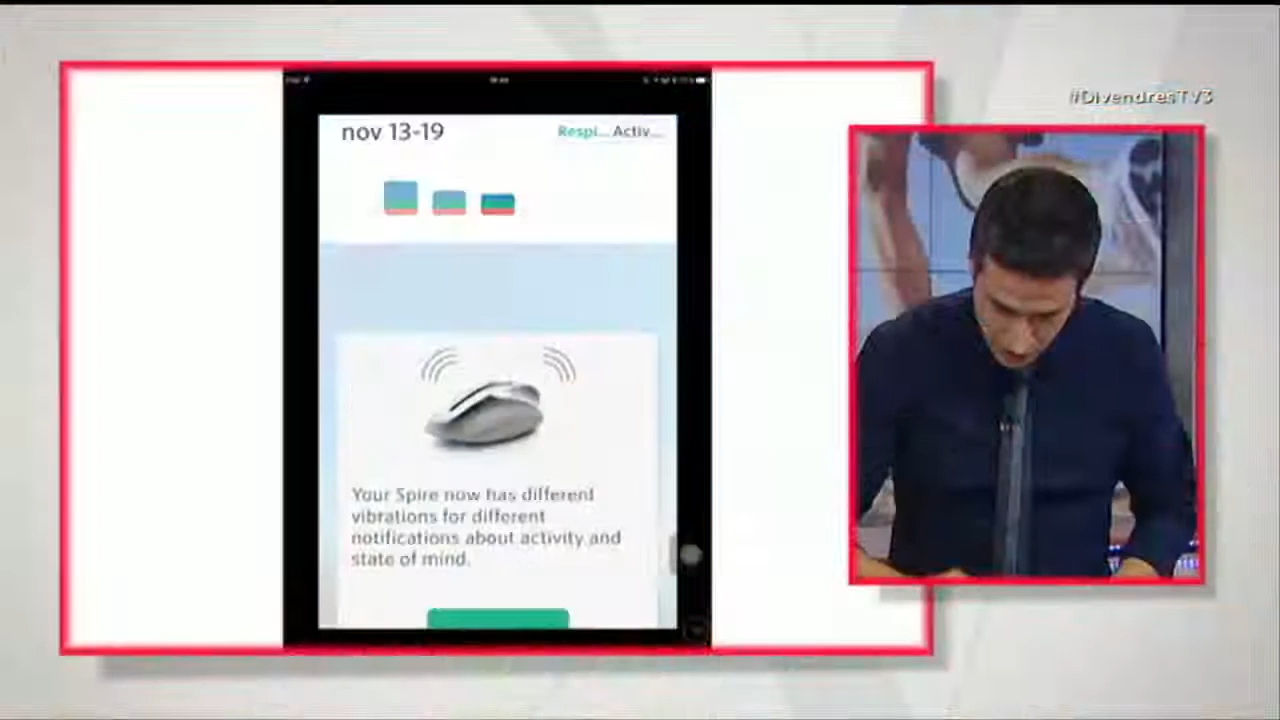 #DivendresTV3
nov 13-19
Respi... Activ...
Your Spire now has different
vibrations for different
notifications about activity and
state of mind.